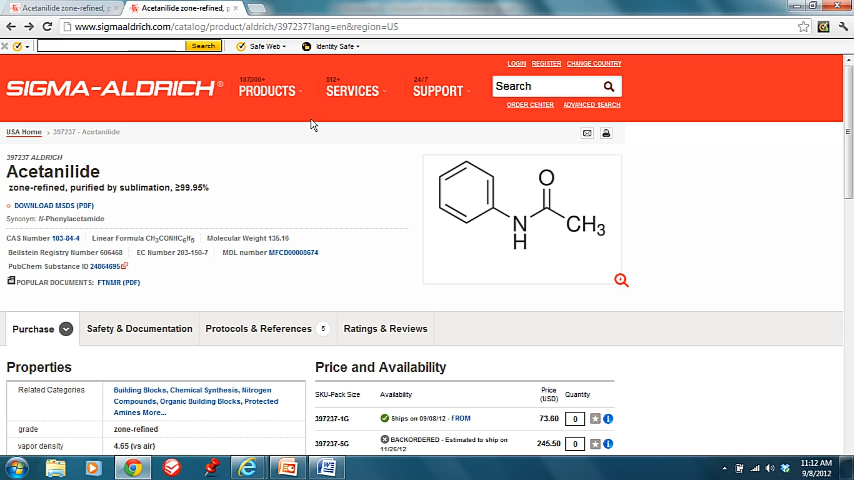 Acetanilide zone-refined, p
Acetanilide zone-refined, p
www.sigmaaldrich.com/catalog/product/aldrich/397237?lang=en&region=US
Search
Safe Web
Identity Safe
LOGIN REGISTER CHANGE COUNTRY
SIGMA-ALDRICH®
187000+
PRODUCTS
512+
SERVICES
24/7
SUPPORT
Search
ORDER CENTER ADVANCED SEARCH
USA Home > 397237 - Acetanilide
397237 ALDRICH
Acetanilide
zone-refined, purified by sublimation, ≥99.95%
DOWNLOAD MSDS (PDF)
Synonym: N-Phenylacetamide
CAS Number 103-84-4 Linear Formula CH3CONHC6H5 Molecular Weight 135.16
Beilstein Registry Number 606468 EC Number 203-150-7 MDL number MFCD00008674
PubChem Substance ID 24864695
POPULAR DOCUMENTS: FTNMR (PDF)
O
N
H
CH3
Purchase
Safety & Documentation
Protocols & References 5
Ratings & Reviews
Properties
Related Categories
Building Blocks, Chemical Synthesis, Nitrogen
Compounds, Organic Building Blocks, Protected
Amines More...
grade
zone-refined
vapor density
4.65 (vs air)
Price and Availability
SKU-Pack Size Availability Price (USD) Quantity
397237-1G Ships on 09/08/12 - FROM 73.60 0
397237-5G BACKORDERED - Estimated to ship on 245.50 0
11/26/12
11:12 AM
9/8/2012